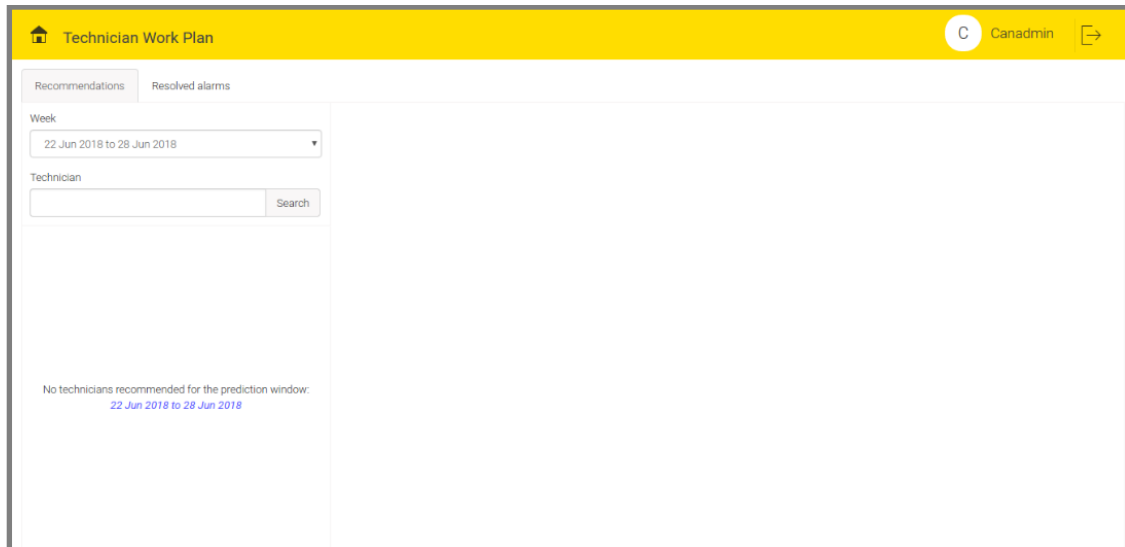 Technician Work Plan
C Canadmin
Recommendations Resolved alarms
Week
22 Jun 2018 to 28 Jun 2018
Technician
Search
No technicians recommended for the prediction window:
22 Jun 2018 to 28 Jun 2018